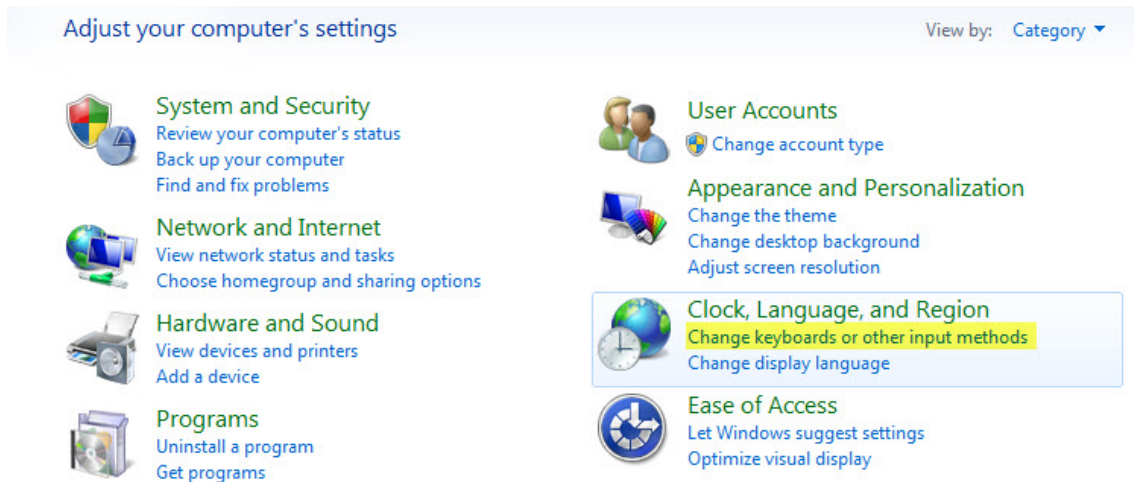 Adjust your computer's settings
View by: Category
System and Security
Review your computer's status
Back up your computer
Find and fix problems
Network and Internet
View network status and tasks
Choose homegroup and sharing options
Hardware and Sound
View devices and printers
Add a device
Programs
Uninstall a program
Get programs
User Accounts
Change account type
Appearance and Personalization
Change the theme
Change desktop background
Adjust screen resolution
Clock, Language, and Region
Change keyboards or other input methods
Change display language
Ease of Access
Let Windows suggest settings
Optimize visual display